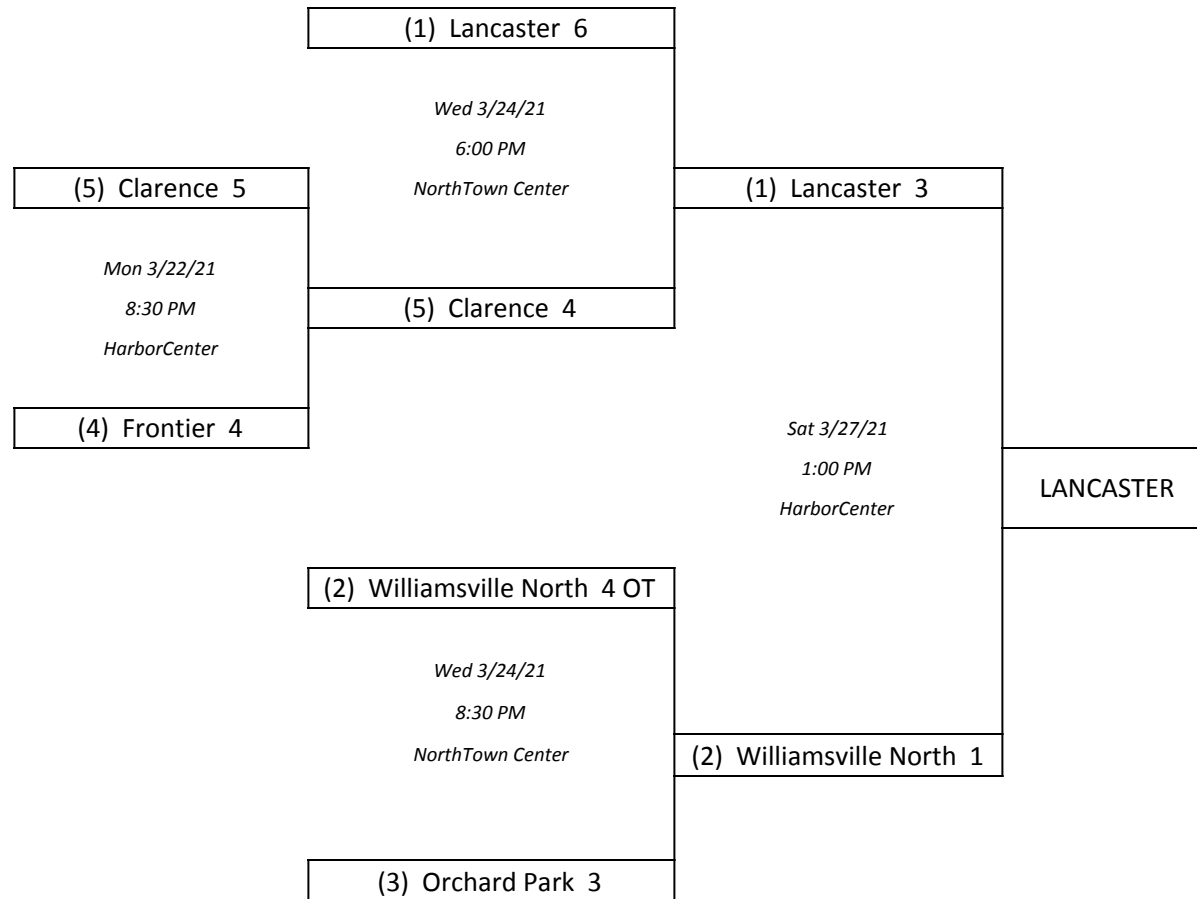 (1) Lancaster 6
Wed 3/24/21
6:00 PM
NorthTown Center
(5) Clarence 5
(1) Lancaster 3
Mon 3/22/21
8:30 PM
HarborCenter
(5) Clarence 4
(4) Frontier 4
Sat 3/27/21
1:00 PM
HarborCenter
LANCASTER
(2) Williamsville North 4 OT
Wed 3/24/21
8:30 PM
NorthTown Center
(2) Williamsville North 1
(3) Orchard Park 3